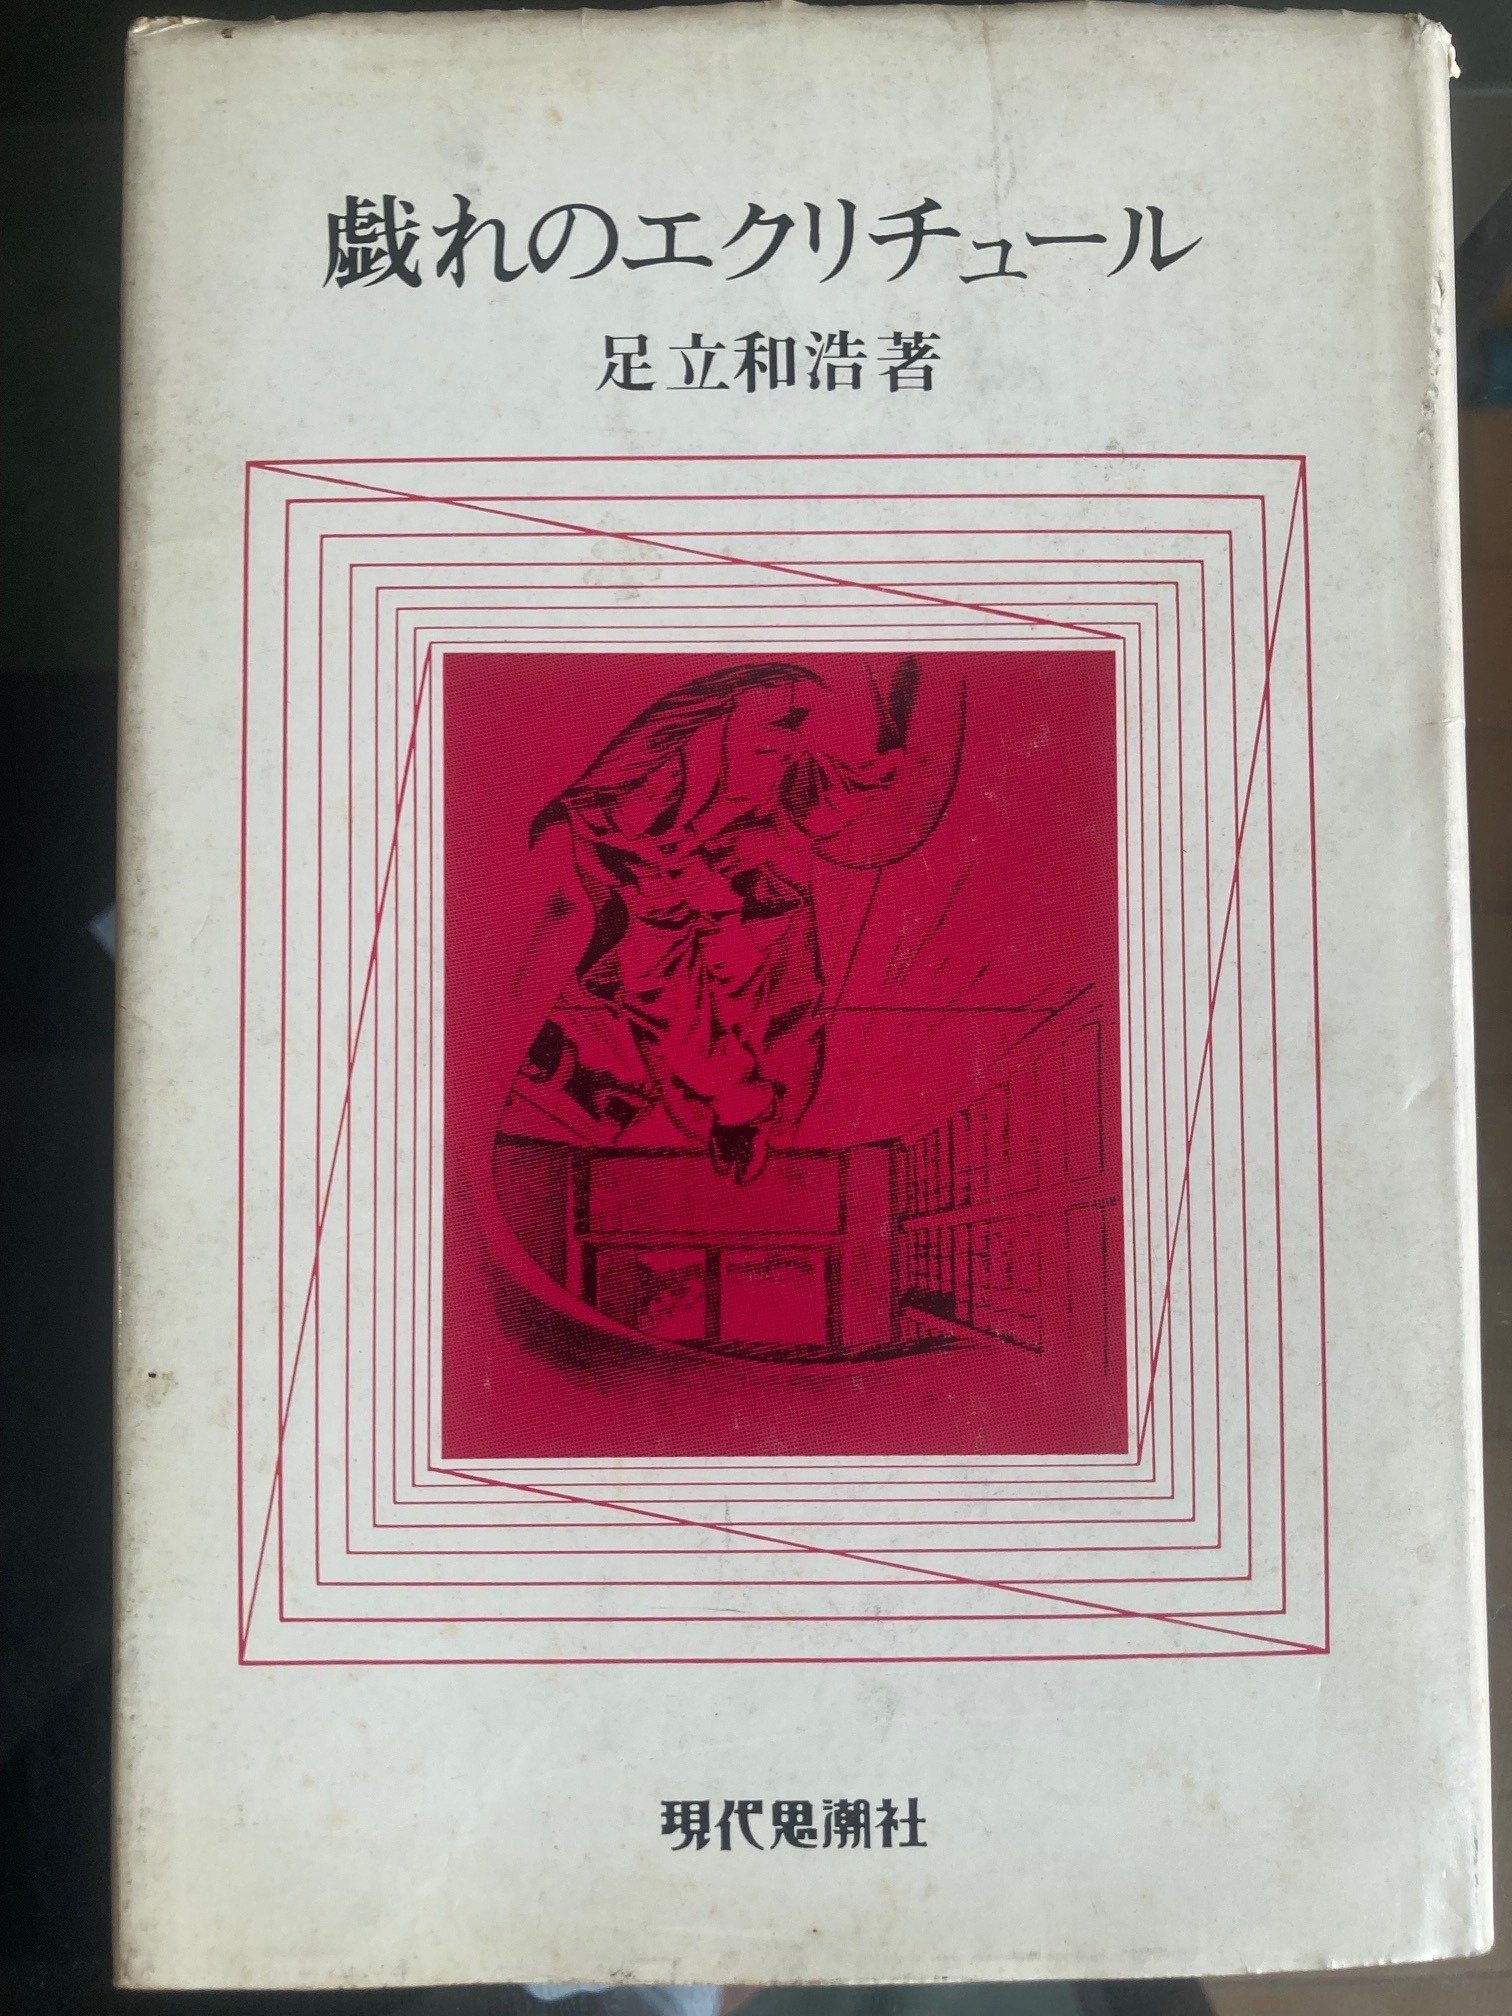 戯れのエクリチュール
足立和浩著
現代思潮社